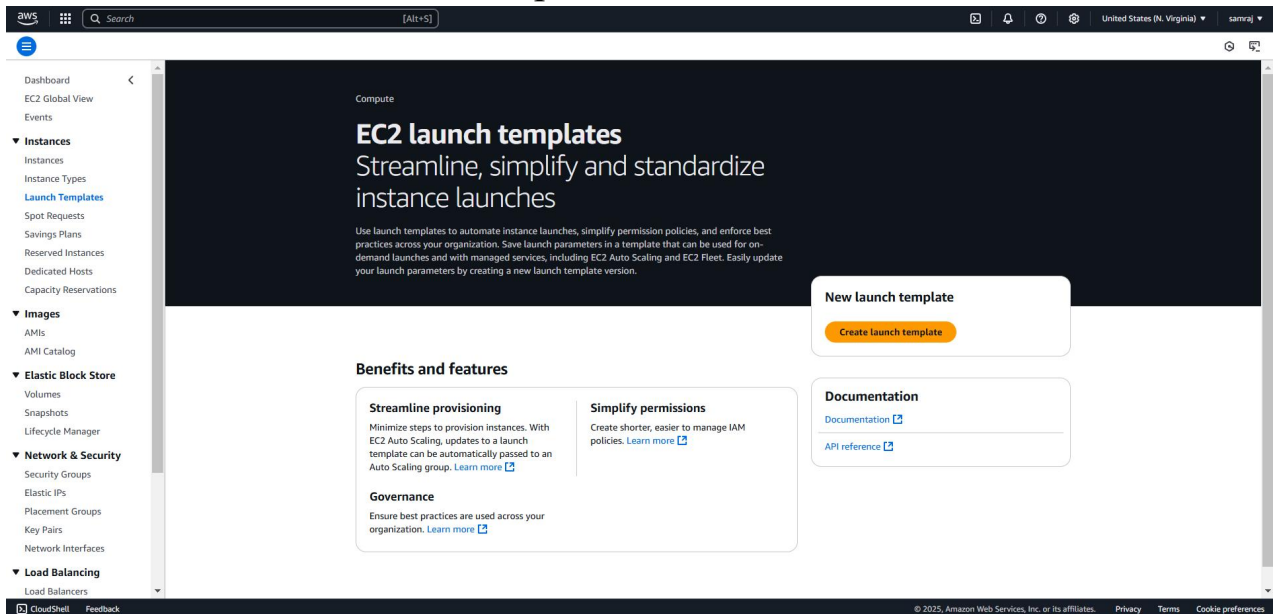 aws
Search
[Alt+S]
United States (N. Virginia)
samraj
Dashboard
EC2 Global View
Events
Instances
Instances
Instance Types
Launch Templates
Spot Requests
Savings Plans
Reserved Instances
Dedicated Hosts
Capacity Reservations
Images
AMIs
AMI Catalog
Elastic Block Store
Volumes
Snapshots
Lifecycle Manager
Network & Security
Security Groups
Elastic IPs
Placement Groups
Key Pairs
Network Interfaces
Load Balancing
Load Balancers
Compute
EC2 launch templates
Streamline, simplify and standardize
instance launches
Use launch templates to automate instance launches, simplify permission policies, and enforce best
practices across your organization. Save launch parameters in a template that can be used for on-
demand launches and with managed services, including EC2 Auto Scaling and EC2 Fleet. Easily update
your launch parameters by creating a new launch template version.
New launch template
Create launch template
Benefits and features
Streamline provisioning
Minimize steps to provision instances. With
EC2 Auto Scaling, updates to a launch
template can be automatically passed to an
Auto Scaling group. Learn more
Simplify permissions
Create shorter, easier to manage IAM
policies. Learn more
Governance
Ensure best practices are used across your
organization. Learn more
Documentation
Documentation
API reference
CloudShell
Feedback
© 2025, Amazon Web Services, Inc. or its affiliates.
Privacy
Terms
Cookie preferences